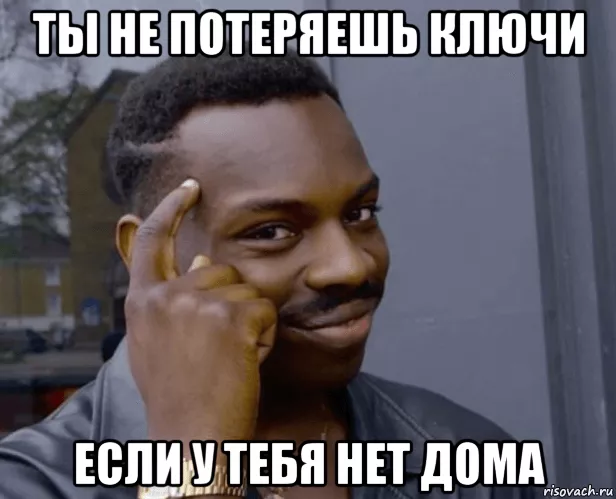 ТЫ НЕ ПОТЕРЯЕШЬ КЛЮЧИ
ЕСЛИ У ТЕБЯ НЕТ ДОМА
risovach.ru